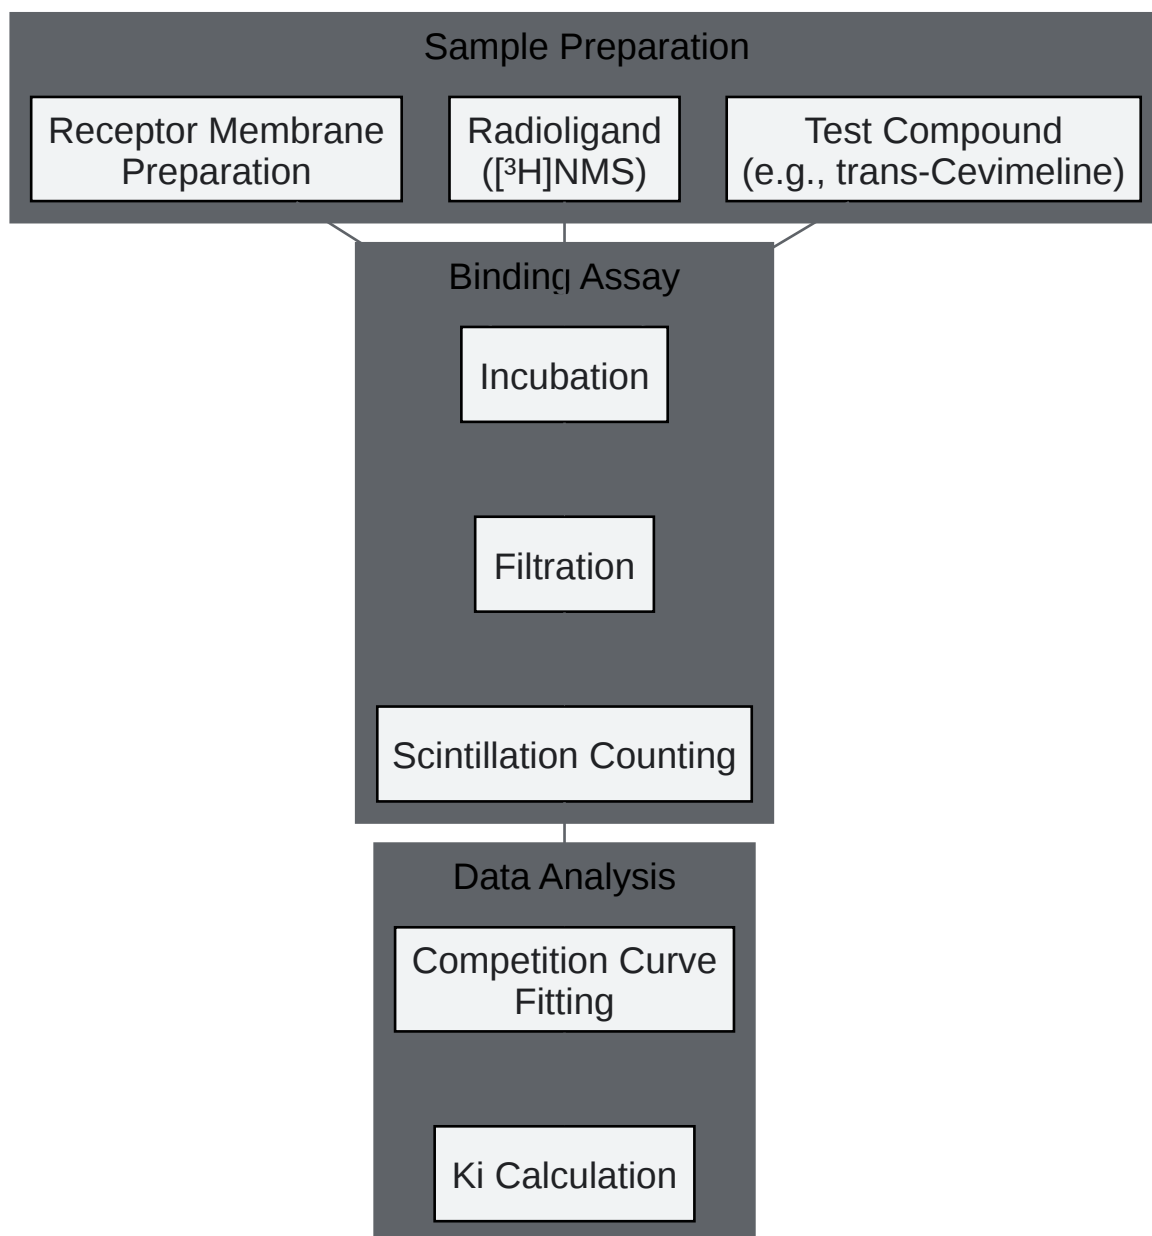 Sample Preparation
Receptor Membrane
Preparation
Radioligand
([³H]NMS)
Test Compound
(e.g., trans-Cevimeline)
Binding Assay
Incubation
Filtration
Scintillation Counting
Data Analysis
Competition Curve
Fitting
Ki Calculation